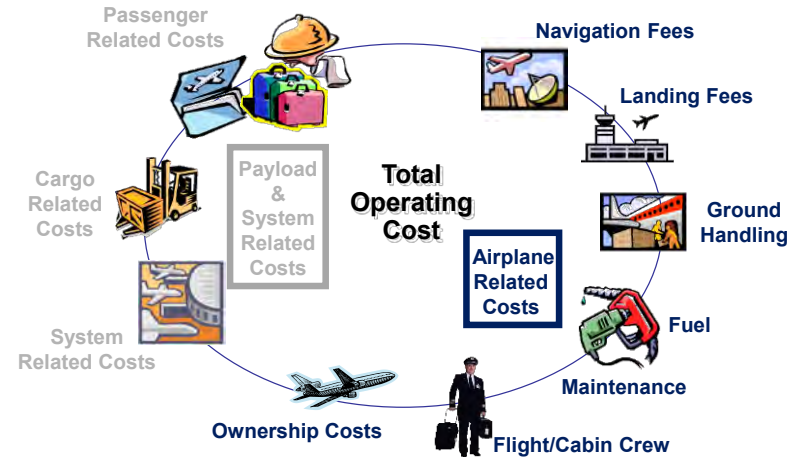 Passenger
Related Costs
Navigation Fees
Landing Fees
Cargo
Related
Costs
Payload
&
System
Related
Costs
Total
Operating
Cost
Ground
Handling
Airplane
Related
Costs
System
Related Costs
Fuel
Maintenance
Ownership Costs
Flight/Cabin Crew